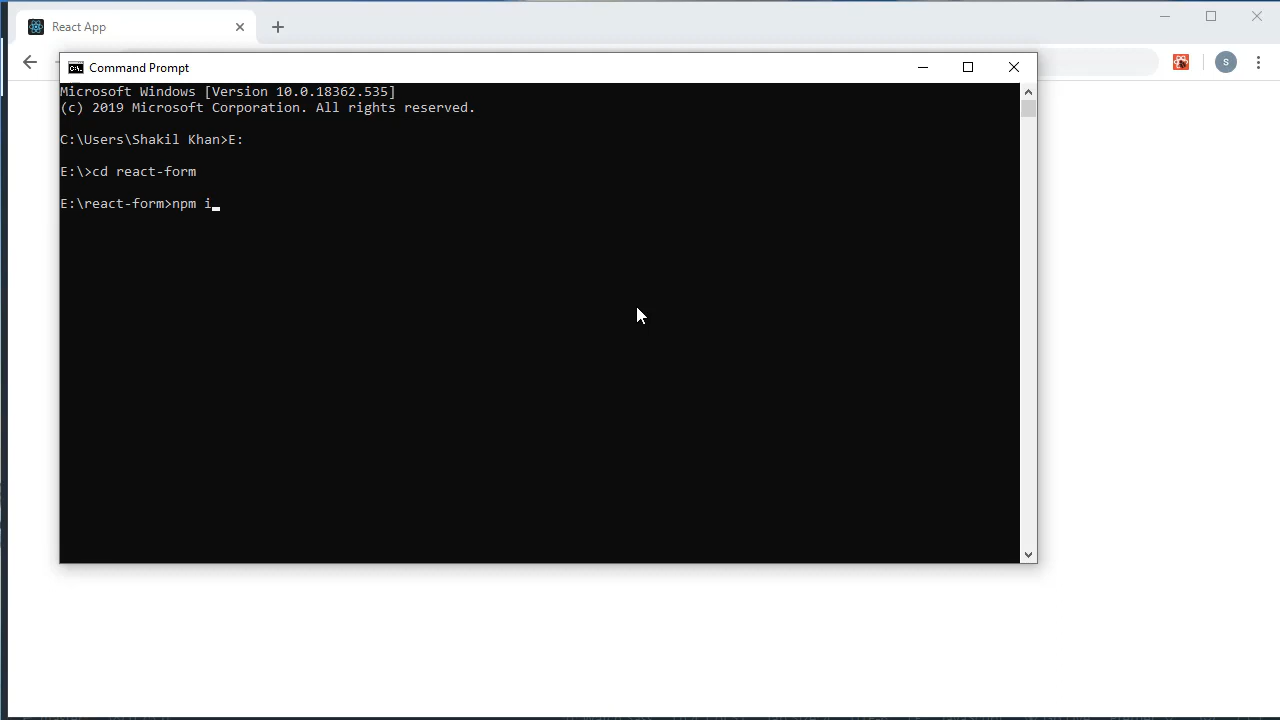 React App
S
Command Prompt
Microsoft Windows [Version 10.0.18362.535]
(c) 2019 Microsoft Corporation. All rights reserved.
C:\Users\Shakil Khan>E:
E:\>cd react-form
E:\react-form>npm i